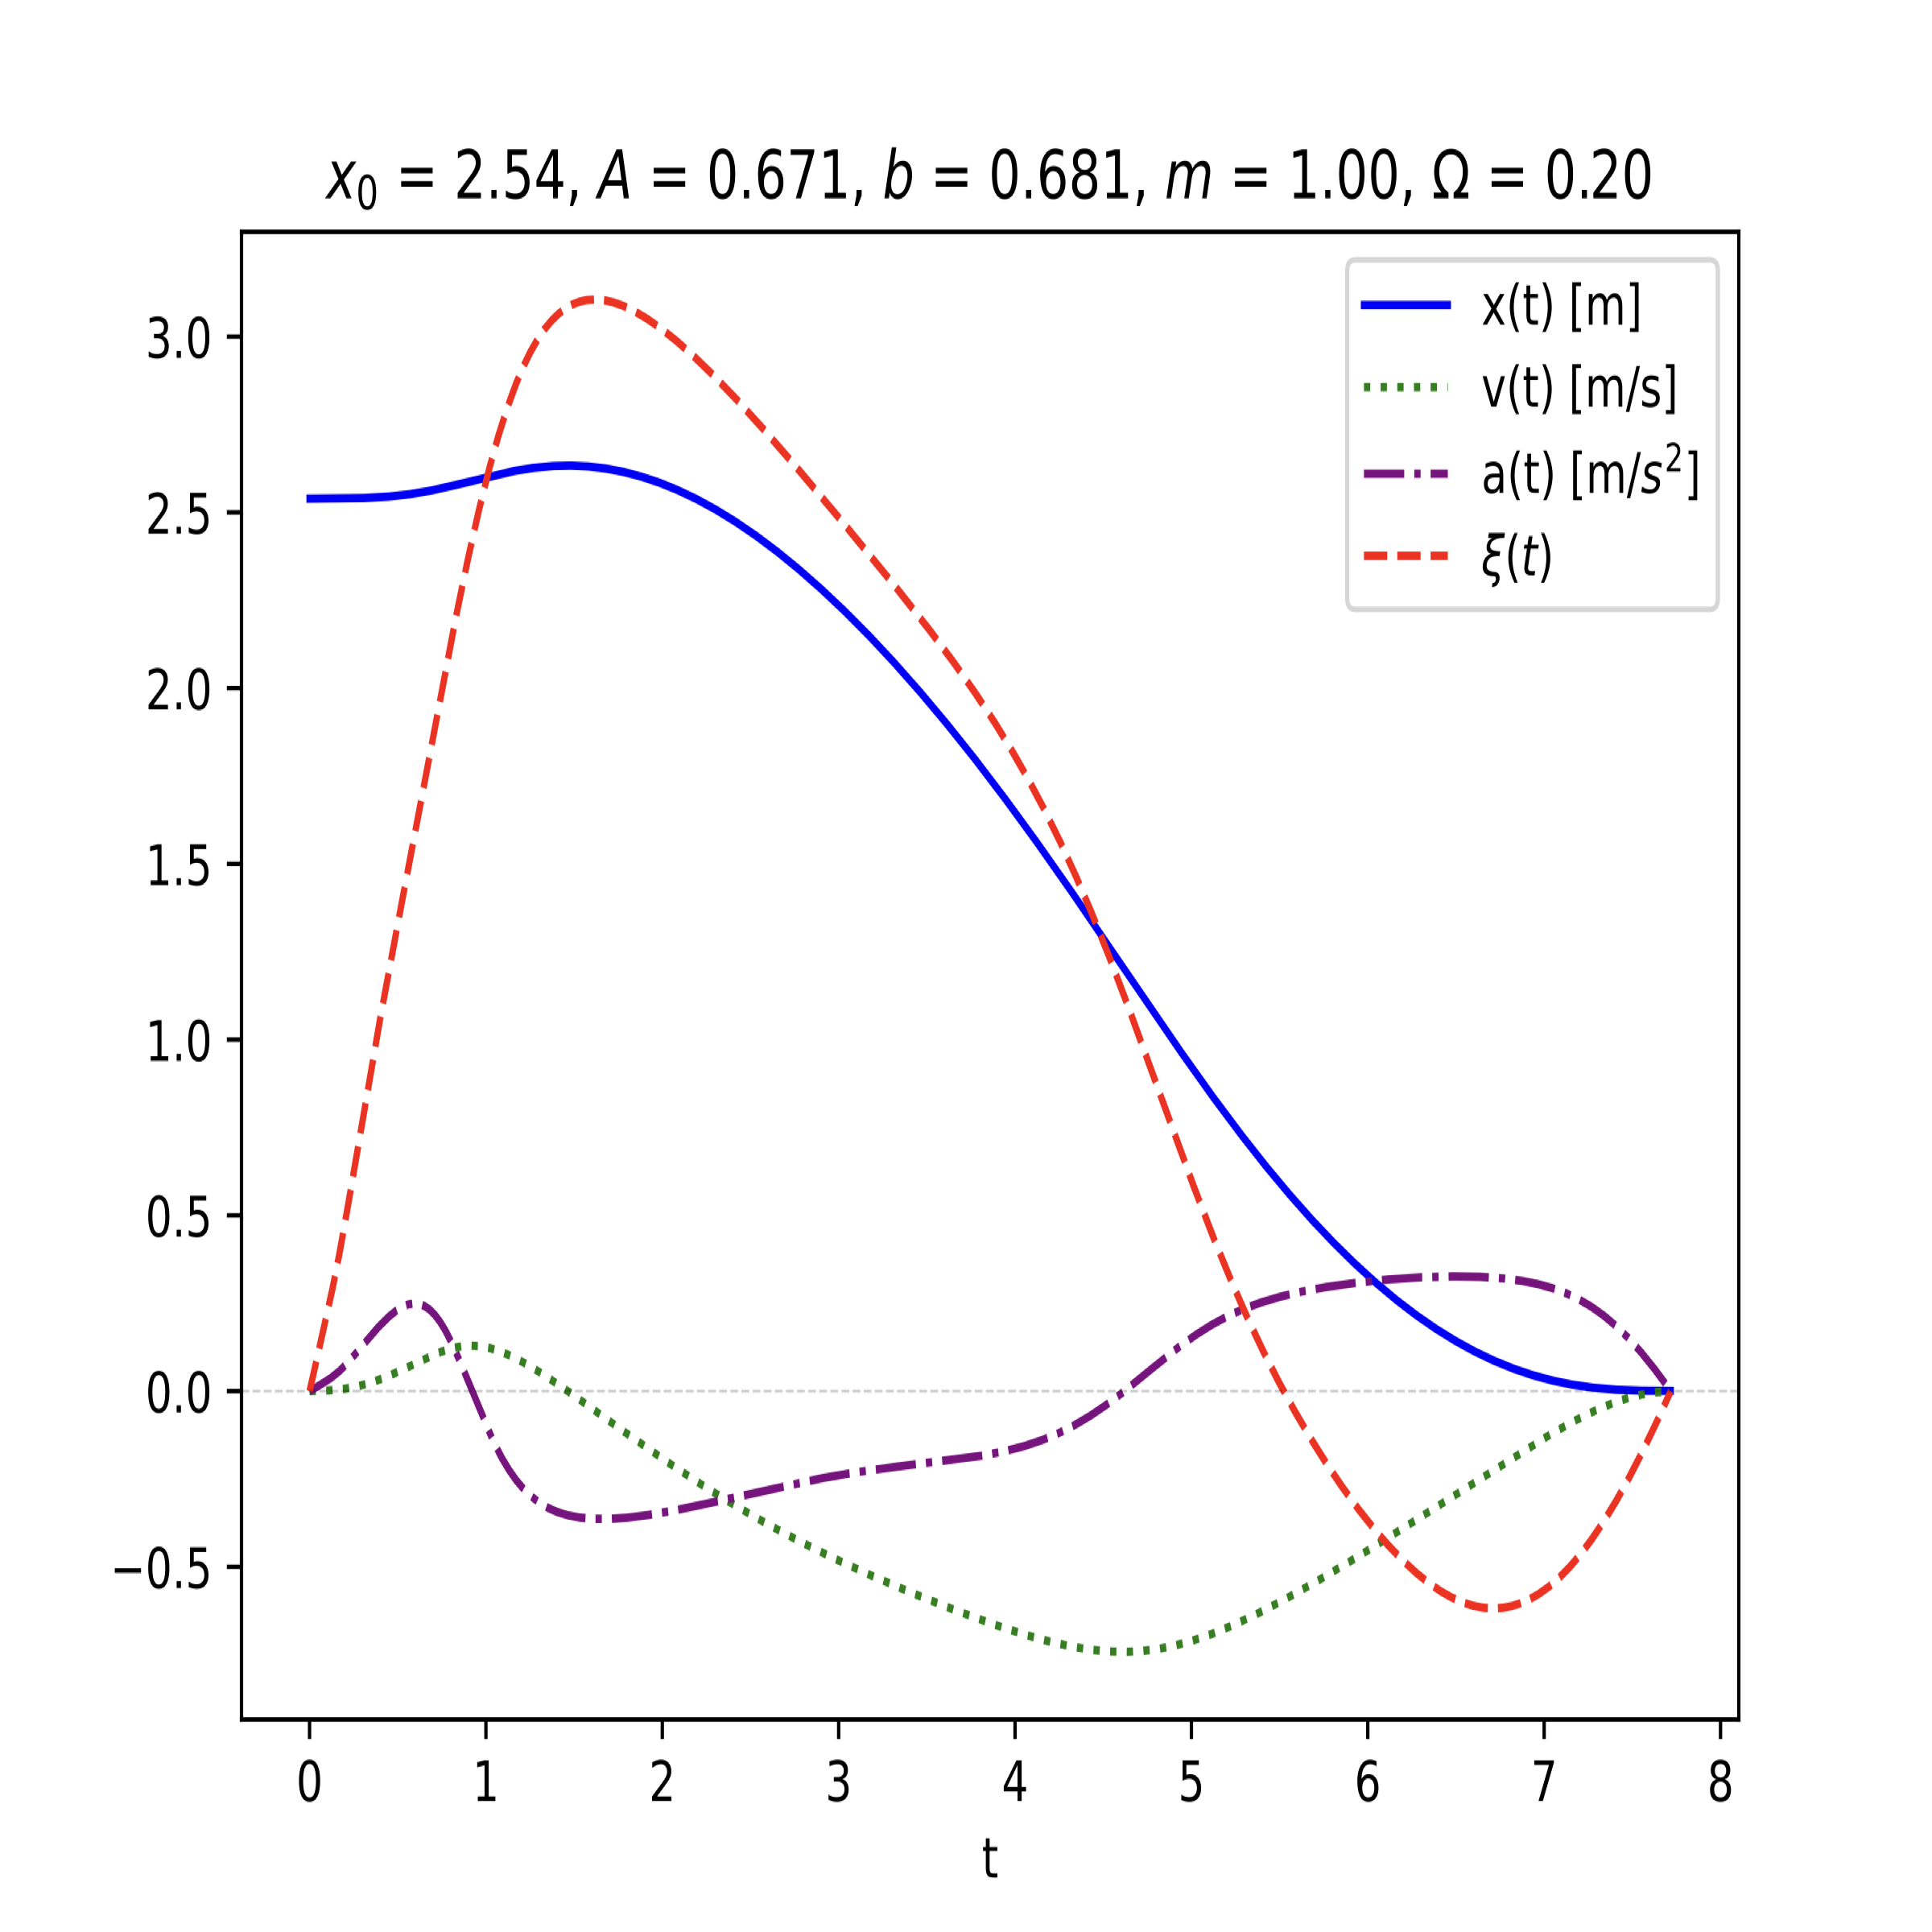 x₀ = 2.54, A = 0.671, b = 0.681, m = 1.00, Ω = 0.20
x(t) [m]
v(t) [m/s]
a(t) [m/s²]
ξ(t)
3.0
2.5
2.0
1.5
1.0
0.5
0.0
−0.5
0 1 2 3 4 5 6 7 8
t